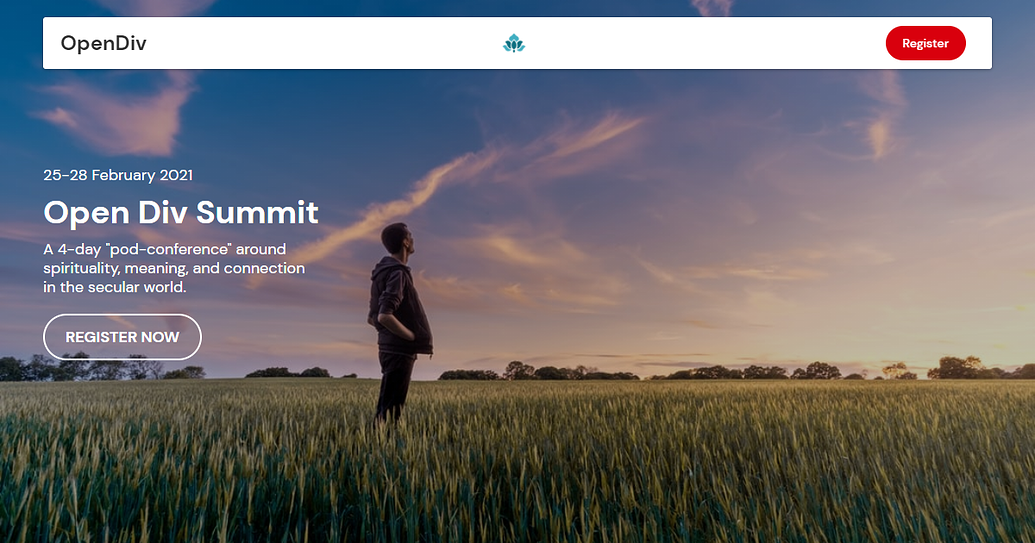 OpenDiv
Register
25-28 February 2021
Open Div Summit
A 4-day "pod-conference" around
spirituality, meaning, and connection
in the secular world.
REGISTER NOW